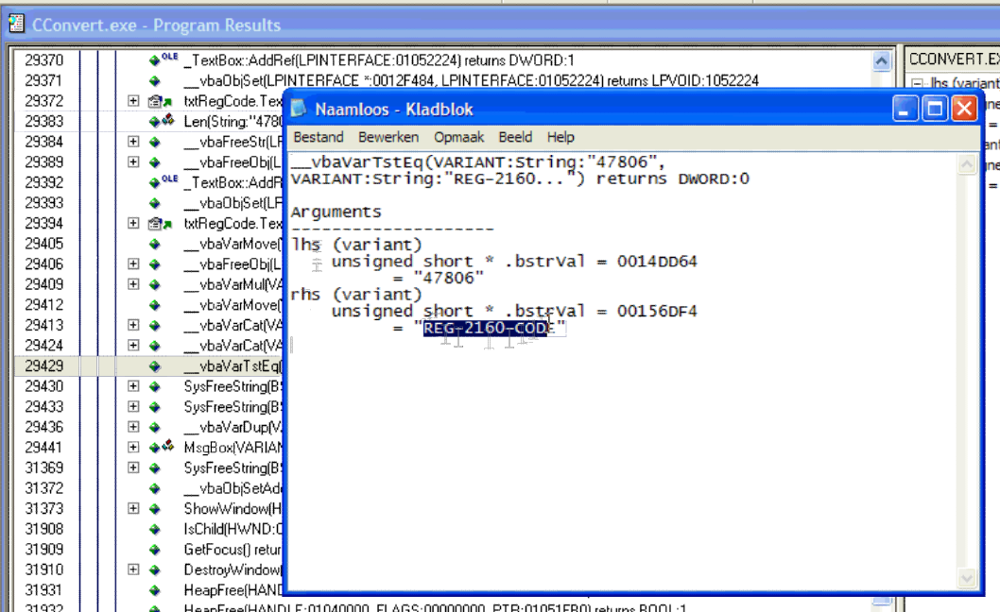 CConvert.exe - Program Results
29370 OLE _TextBox::AddRef(LPINTERFACE:01052224) returns DWORD:1
29371 __vbaObjSet(LPINTERFACE *:0012F484, LPINTERFACE:01052224) returns LPVOID:1052224
29372 txtRegCode.Tex
29383 Len(String:"4780
29384 __vbaFreeStr(LP
29389 __vbaFreeObj(L
29392 OLE _TextBox::AddR
29393 __vbaObjSet(LP
29394 txtRegCode.Tex
29405 __vbaVarMove(
29406 __vbaFreeObj(L
29409 __vbaVarMul(VA
29412 __vbaVarMove(
29413 __vbaVarCat(VA
29424 __vbaVarCat(VA
29429 __vbaVarTstEq(
29430 SysFreeString(BS
29433 SysFreeString(BS
29436 __vbaVarDup(V
29441 MsgBox(VARIAN
31369 SysFreeString(BS
31372 __vbaObjSetAdd
31373 ShowWindow(H
31908 IsChild(HWND:0
31909 GetFocus() retur
31910 DestroyWindow(
31931 HeapFree(HAND
31932 HeapFree(HANDLE:01040000, FLAGS:00000000, PTR:01051FB0) returns BOOL:1
CCONVERT.EX
lhs (variant
Naamloos - Kladblok
Bestand Bewerken Opmaak Beeld Help
__vbaVarTstEq(VARIANT:String:"47806",
VARIANT:String:"REG-2160...") returns DWORD:0
Arguments
--------------------
lhs (variant)
unsigned short * .bstrVal = 0014DD64
= "47806"
rhs (variant)
unsigned short * .bstrVal = 00156DF4
= "REG-2160-CODE"